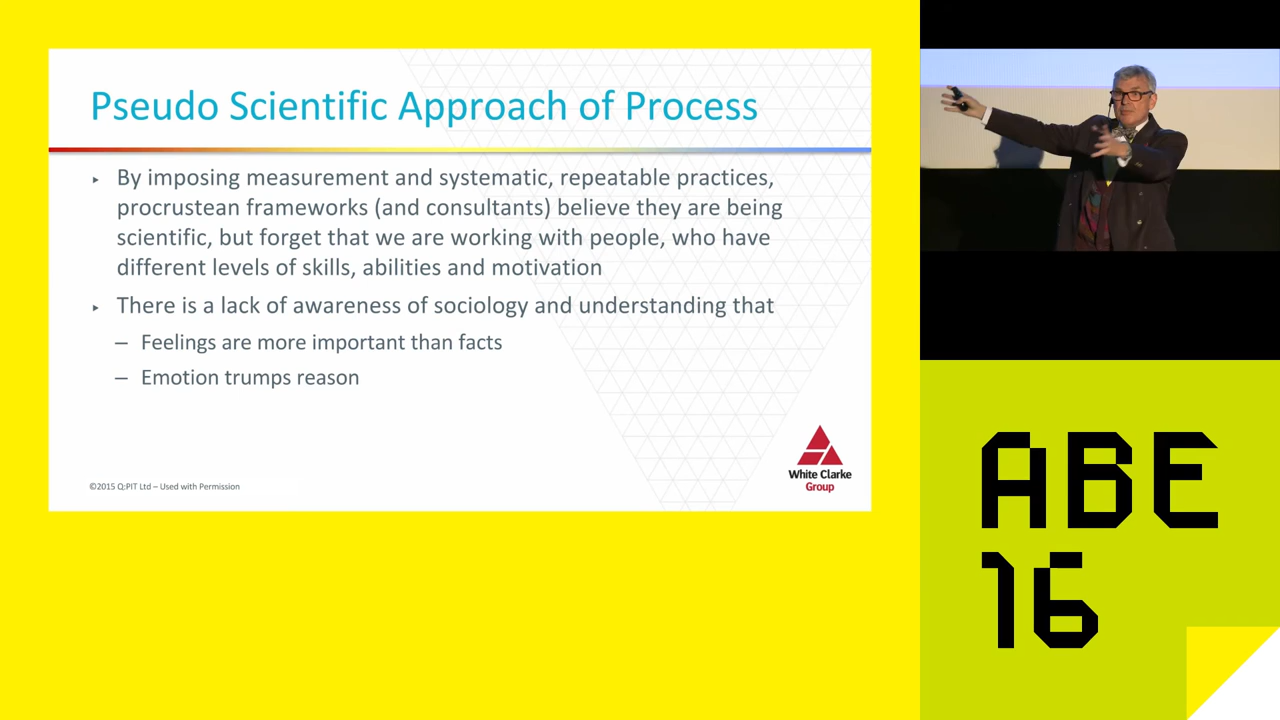 Pseudo Scientific Approach of Process
▸ By imposing measurement and systematic, repeatable practices,
procrustean frameworks (and consultants) believe they are being
scientific, but forget that we are working with people, who have
different levels of skills, abilities and motivation
▸ There is a lack of awareness of sociology and understanding that
– Feelings are more important than facts
– Emotion trumps reason
©2015 Q:PIT Ltd – Used with Permission
White Clarke
Group
ABE
16